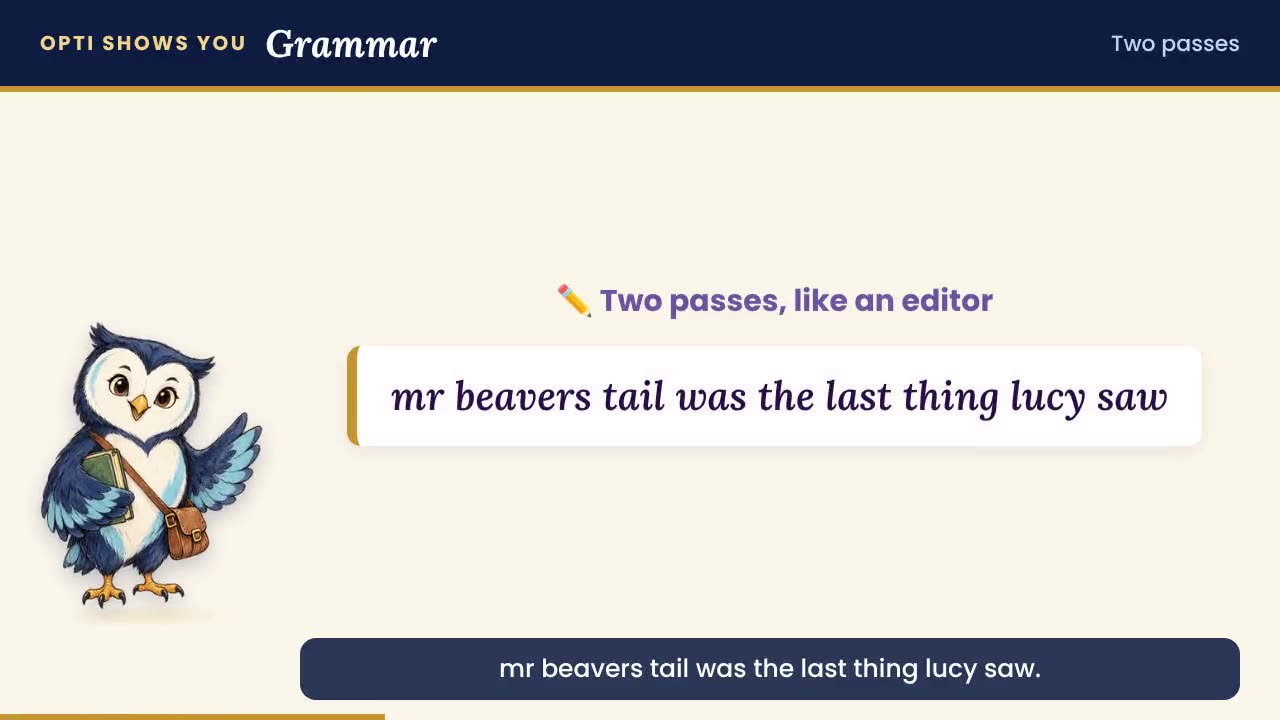 OPTI SHOWS YOU Grammar
Two passes
✏️ Two passes, like an editor
mr beavers tail was the last thing lucy saw
mr beavers tail was the last thing lucy saw.